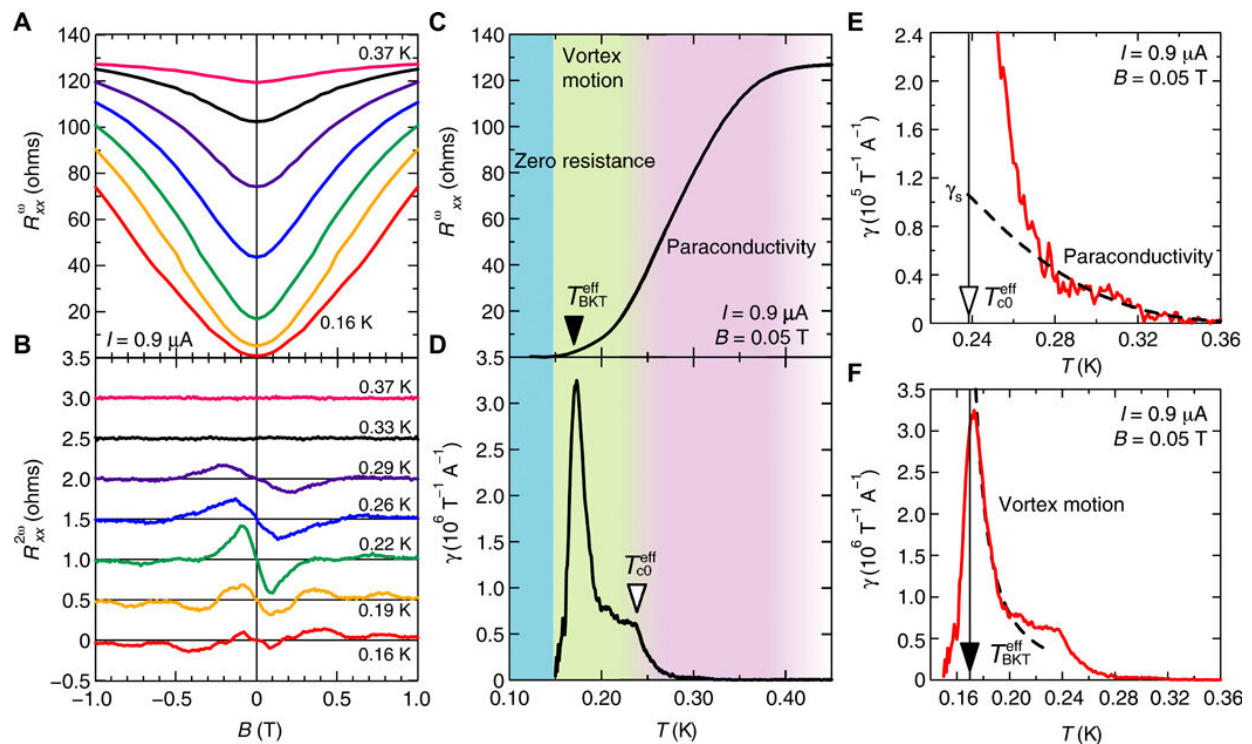 A
140
120
100
80
60
40
20
R^ω_xx (ohms)
0.37 K
0.16 K
I = 0.9 μA
B
3.5
3.0
2.5
2.0
1.5
1.0
0.5
0
−0.5
R^2ω_xx (ohms)
0.37 K
0.33 K
0.29 K
0.26 K
0.22 K
0.19 K
0.16 K
−1.0
−0.5
0
0.5
1.0
B (T)
C
140
120
100
80
60
40
20
R^ω_xx (ohms)
Vortex
motion
Zero resistance
Paraconductivity
T^eff_BKT
I = 0.9 μA
B = 0.05 T
D
3.5
3.0
2.5
2.0
1.5
1.0
0.5
0
γ (10^6 T^−1 A^−1)
T^eff_c0
0.10
0.20
0.30
0.40
T (K)
E
2.4
2.0
1.6
1.2
0.8
0.4
0
γ (10^5 T^−1 A^−1)
I = 0.9 μA
B = 0.05 T
γ_s
Paraconductivity
T^eff_c0
0.24
0.28
0.32
0.36
T (K)
F
3.5
3.0
2.5
2.0
1.5
1.0
0.5
0
γ (10^6 T^−1 A^−1)
I = 0.9 μA
B = 0.05 T
Vortex motion
T^eff_BKT
0.16
0.20
0.24
0.28
0.32
0.36
T (K)